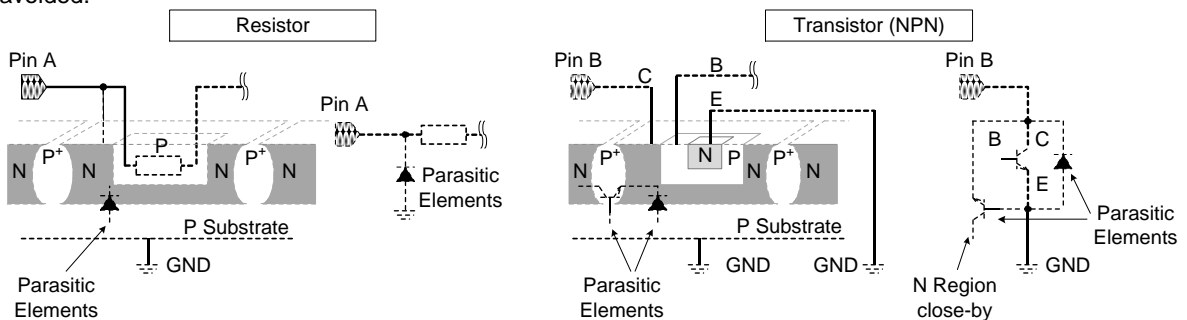 avoided.
Resistor
Transistor (NPN)
Pin A
Pin A
N
P+
N
P
N
P+
N
Parasitic
Elements
P Substrate
GND
Parasitic
Elements
Pin B
C
B
E
N
P+
N
N
P
N
P+
N
P Substrate
GND
GND
Parasitic
Elements
Pin B
B
C
E
Parasitic
Elements
GND
N Region
close-by